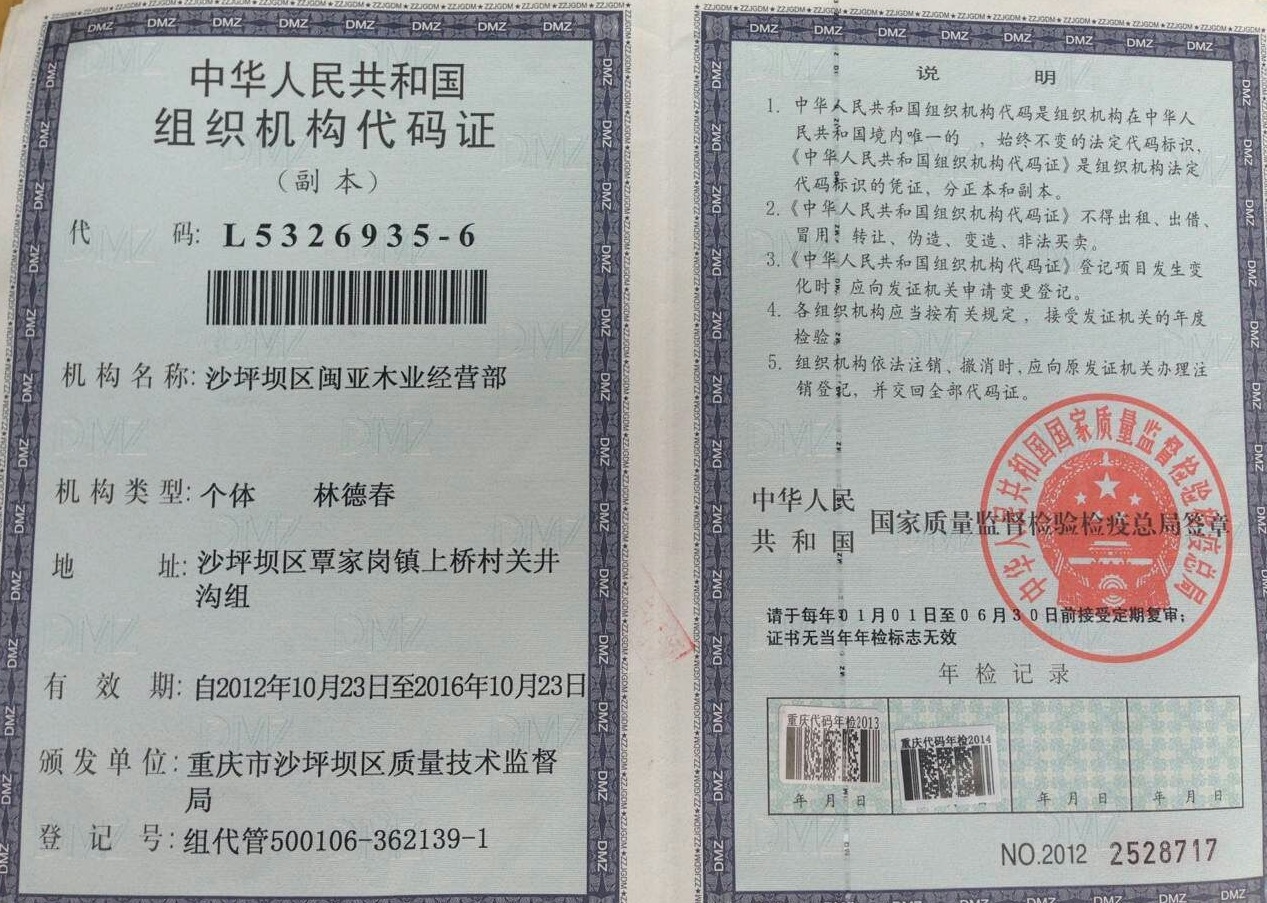 中华人民共和国
组织机构代码证
（副本）
代 码: L5326935-6
机构名称: 沙坪坝区闽亚木业经营部
机构类型: 个体 林德春
地 址: 沙坪坝区覃家岗镇上桥村关井
沟组
有 效 期: 自2012年10月23日至2016年10月23日
颁发单位: 重庆市沙坪坝区质量技术监督
局
登 记 号: 组代管500106-362139-1
说 明
1. 中华人民共和国组织机构代码是组织机构在中华人
民共和国境内唯一的 ，始终不变的法定代码标识，
《中华人民共和国组织机构代码证》是组织机构法定
代码标识的凭证，分正本和副本。
2.《中华人民共和国组织机构代码证》不得出租、出借、
冒用、转让、伪造、变造、非法买卖。
3.《中华人民共和国组织机构代码证》登记项目发生变
化时，应向发证机关申请变更登记。
4. 各组织机构应当按有关规定，接受发证机关的年度
检验。
5. 组织机构依法注销、撤消时,应向原发证机关办理注
销登记，并交回全部代码证。
中华人民
共和国 国家质量监督检验检疫总局签章
中华人民共和国国家质量监督检验检疫总局
请于每年01月01日至06月30日前接受定期复审;
证书无当年年检标志无效
年检记录
重庆代码年检2013
重庆代码年检2014
年 月 日
年 月 日
年 月 日
NO.2012 2528717